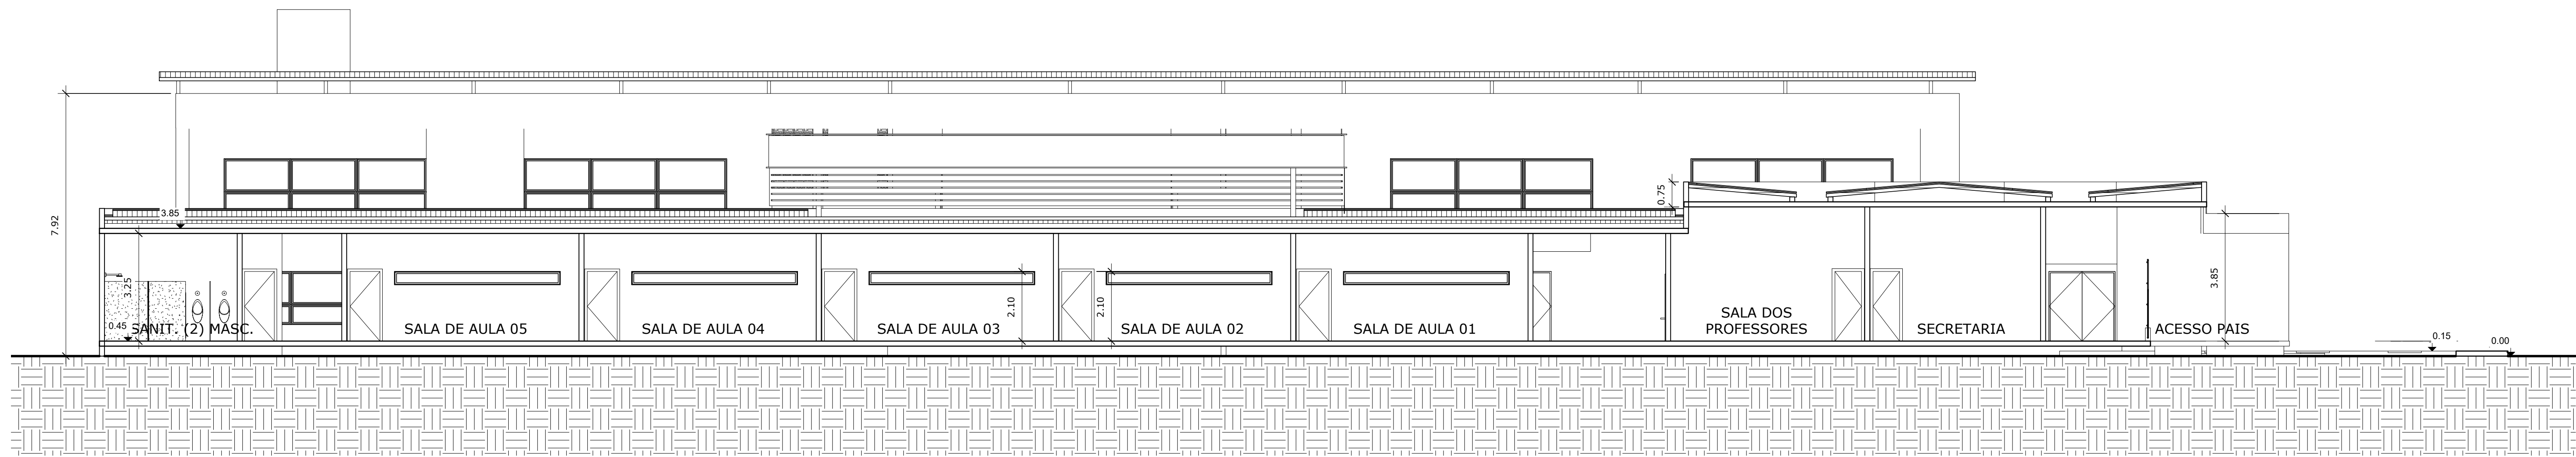 7.92
3.85
0.75
3.25
2.10
2.10
3.85
0.45
SANIT. (2) MASC.
SALA DE AULA 05
SALA DE AULA 04
SALA DE AULA 03
SALA DE AULA 02
SALA DE AULA 01
SALA DOS
PROFESSORES
SECRETARIA
ACESSO PAIS
0.15
0.00